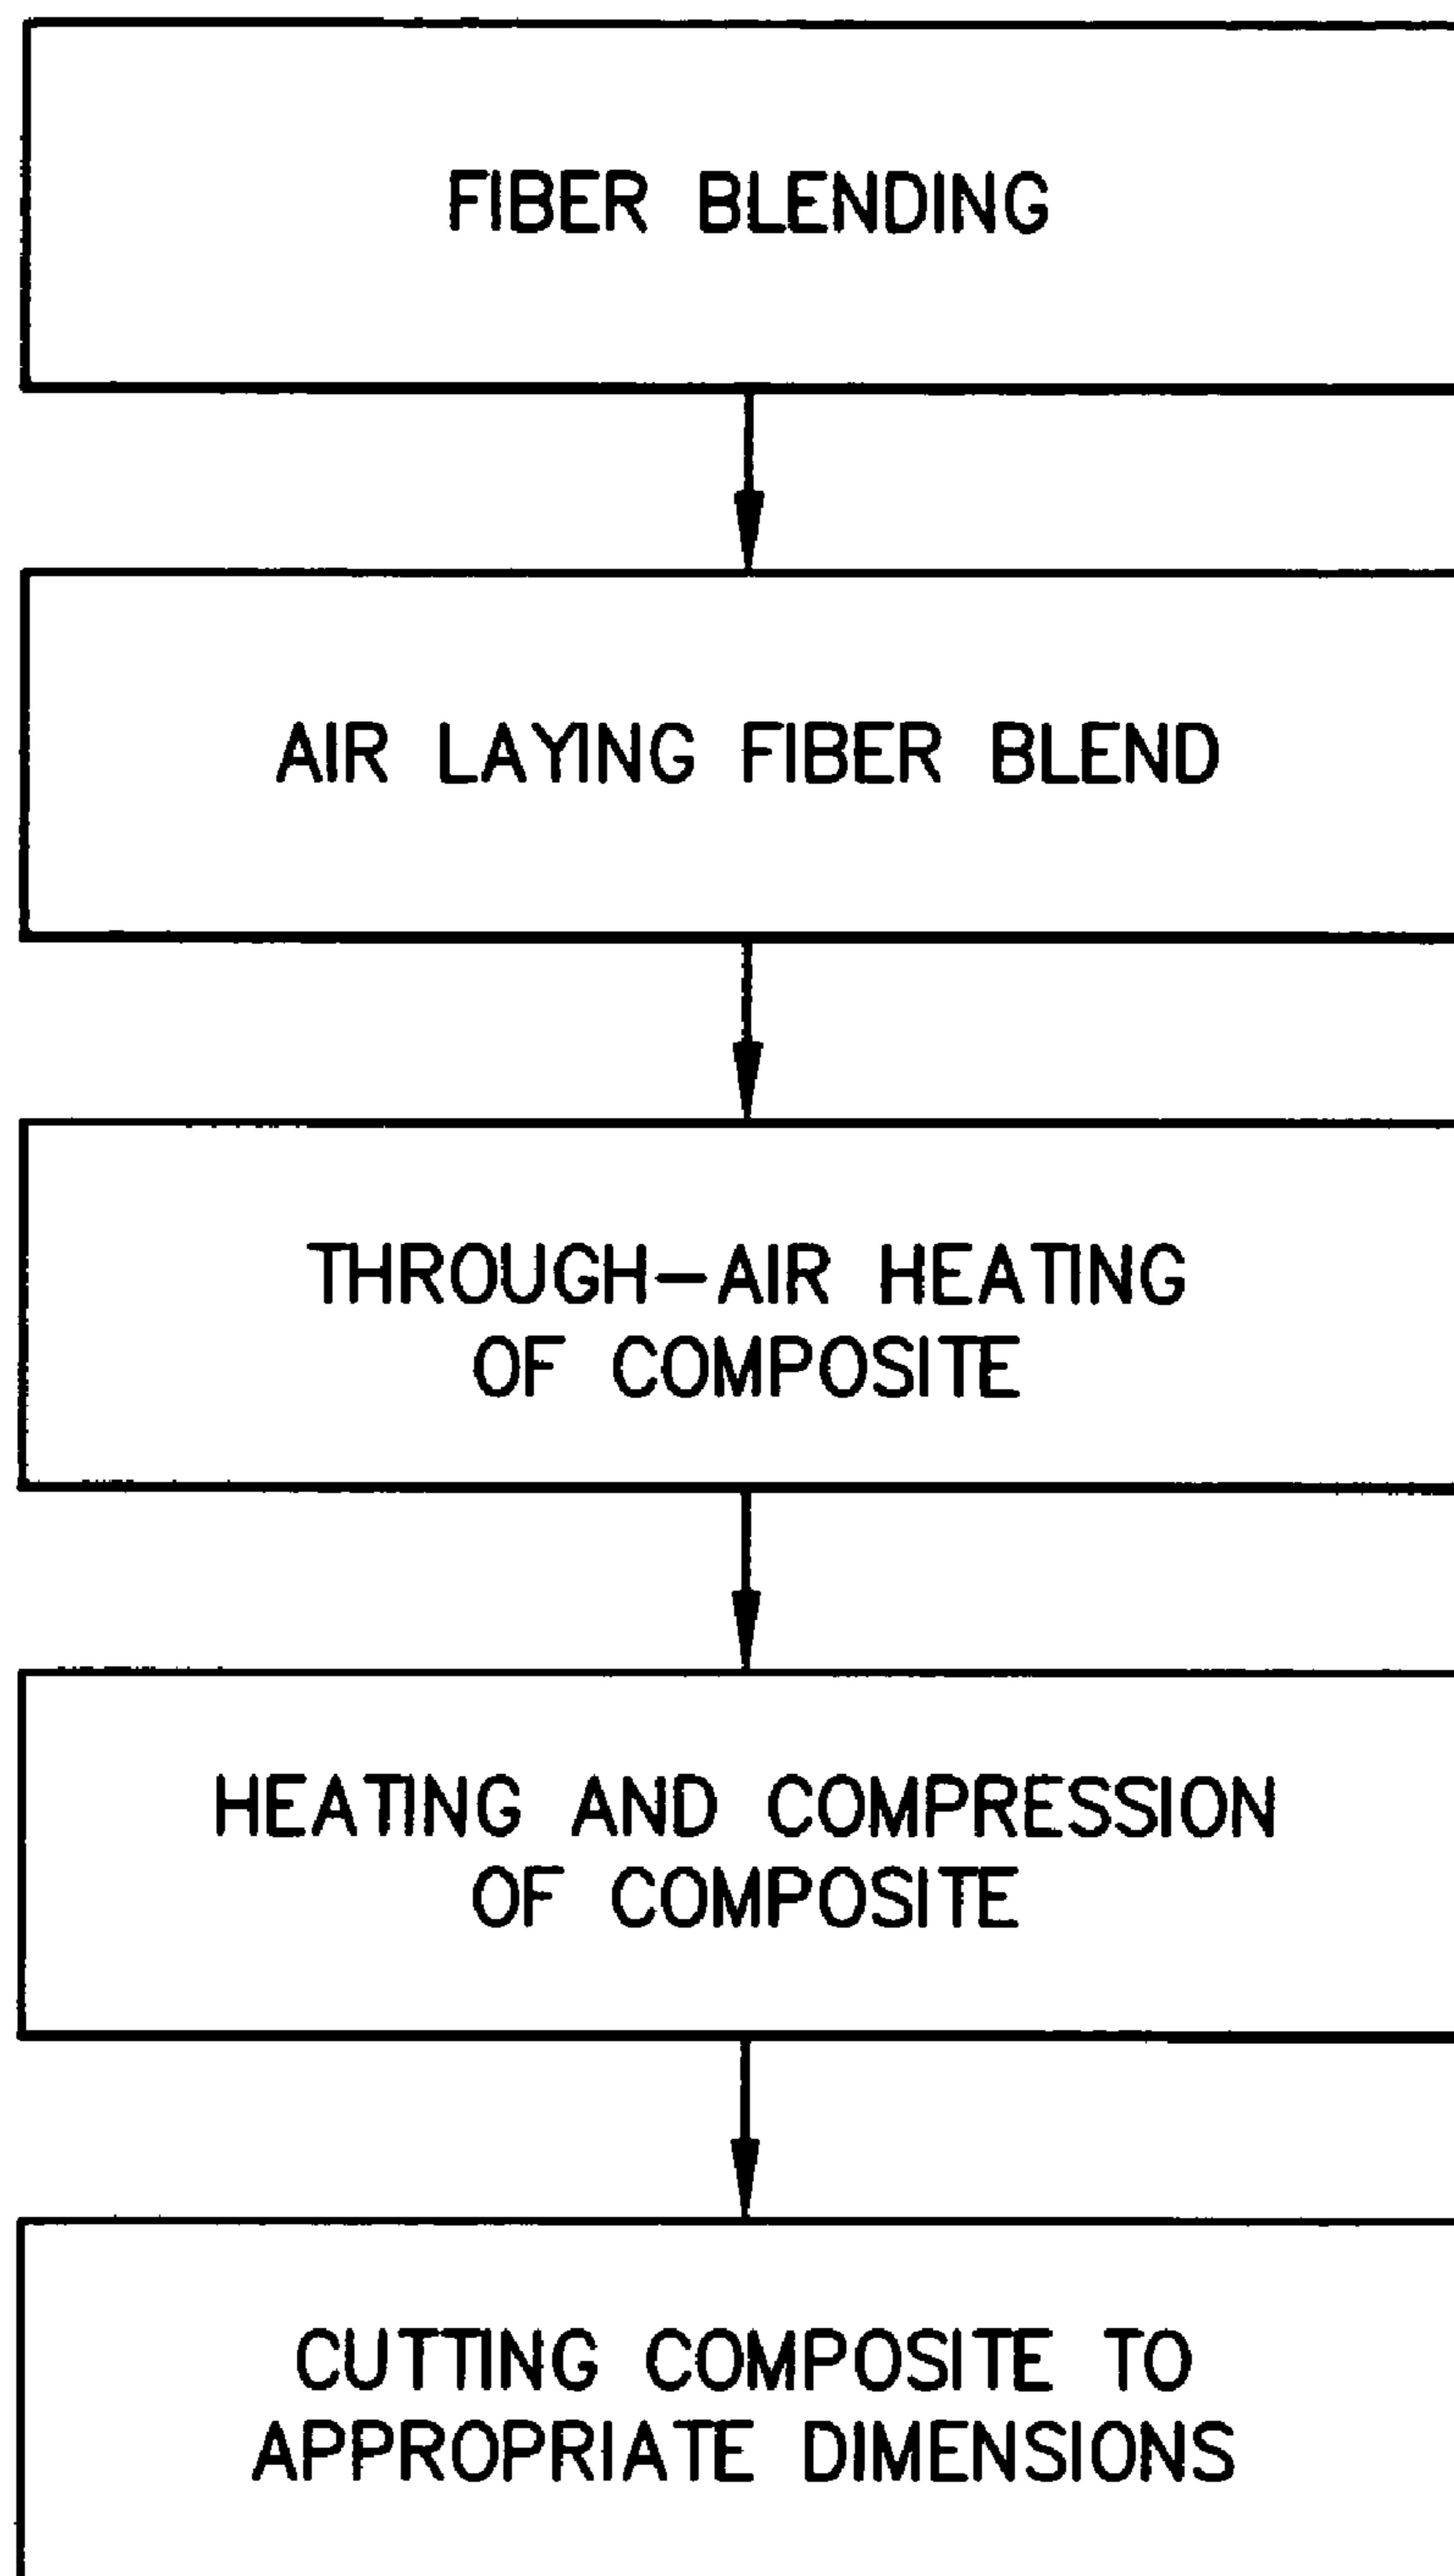 FIBER BLENDING
AIR LAYING FIBER BLEND
THROUGH-AIR HEATING
OF COMPOSITE
HEATING AND COMPRESSION
OF COMPOSITE
CUTTING COMPOSITE TO
APPROPRIATE DIMENSIONS